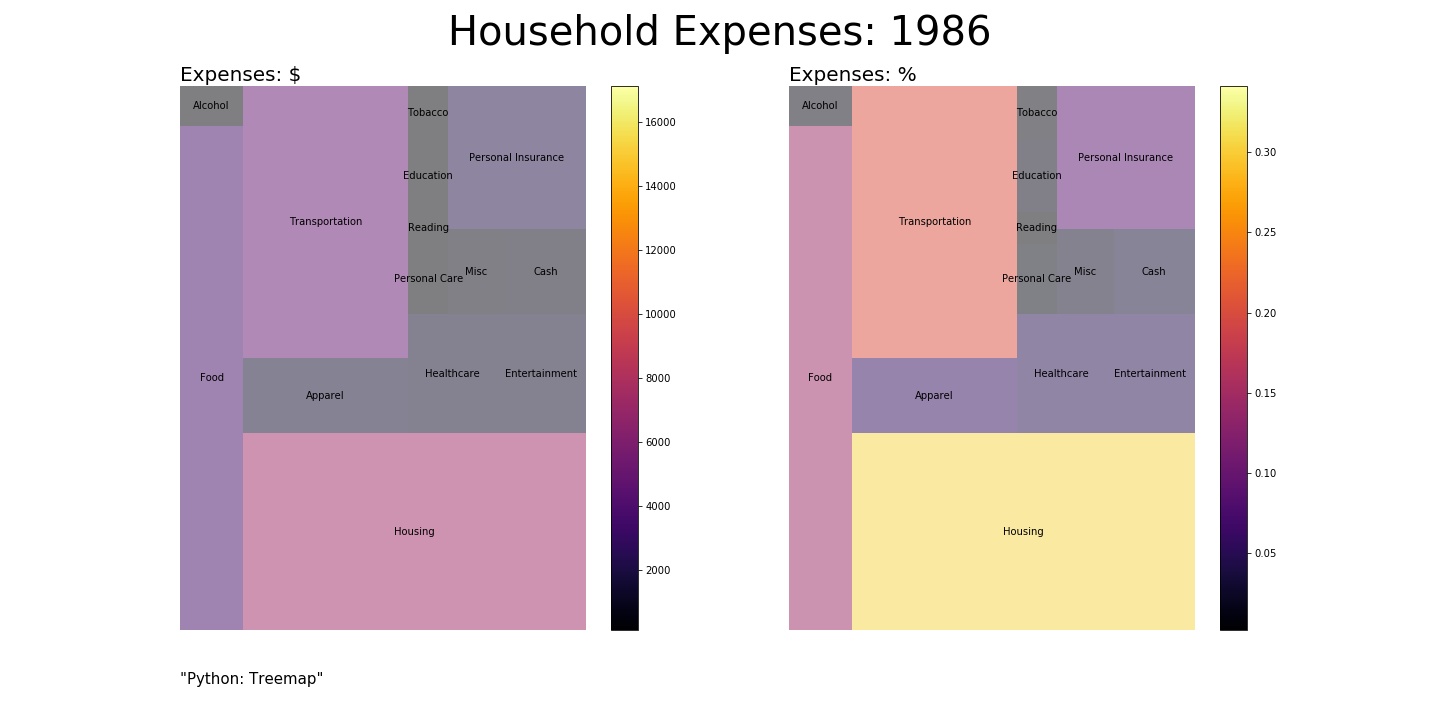 Household Expenses: 1986
Expenses: $
Alcohol
Food
Transportation
Apparel
Housing
Tobacco
Education
Reading
Personal Care
Personal Insurance
Misc
Cash
Healthcare
Entertainment
16000
14000
12000
10000
8000
6000
4000
2000
Expenses: %
Alcohol
Food
Transportation
Apparel
Housing
Tobacco
Education
Reading
Personal Care
Personal Insurance
Misc
Cash
Healthcare
Entertainment
0.30
0.25
0.20
0.15
0.10
0.05
"Python: Treemap"